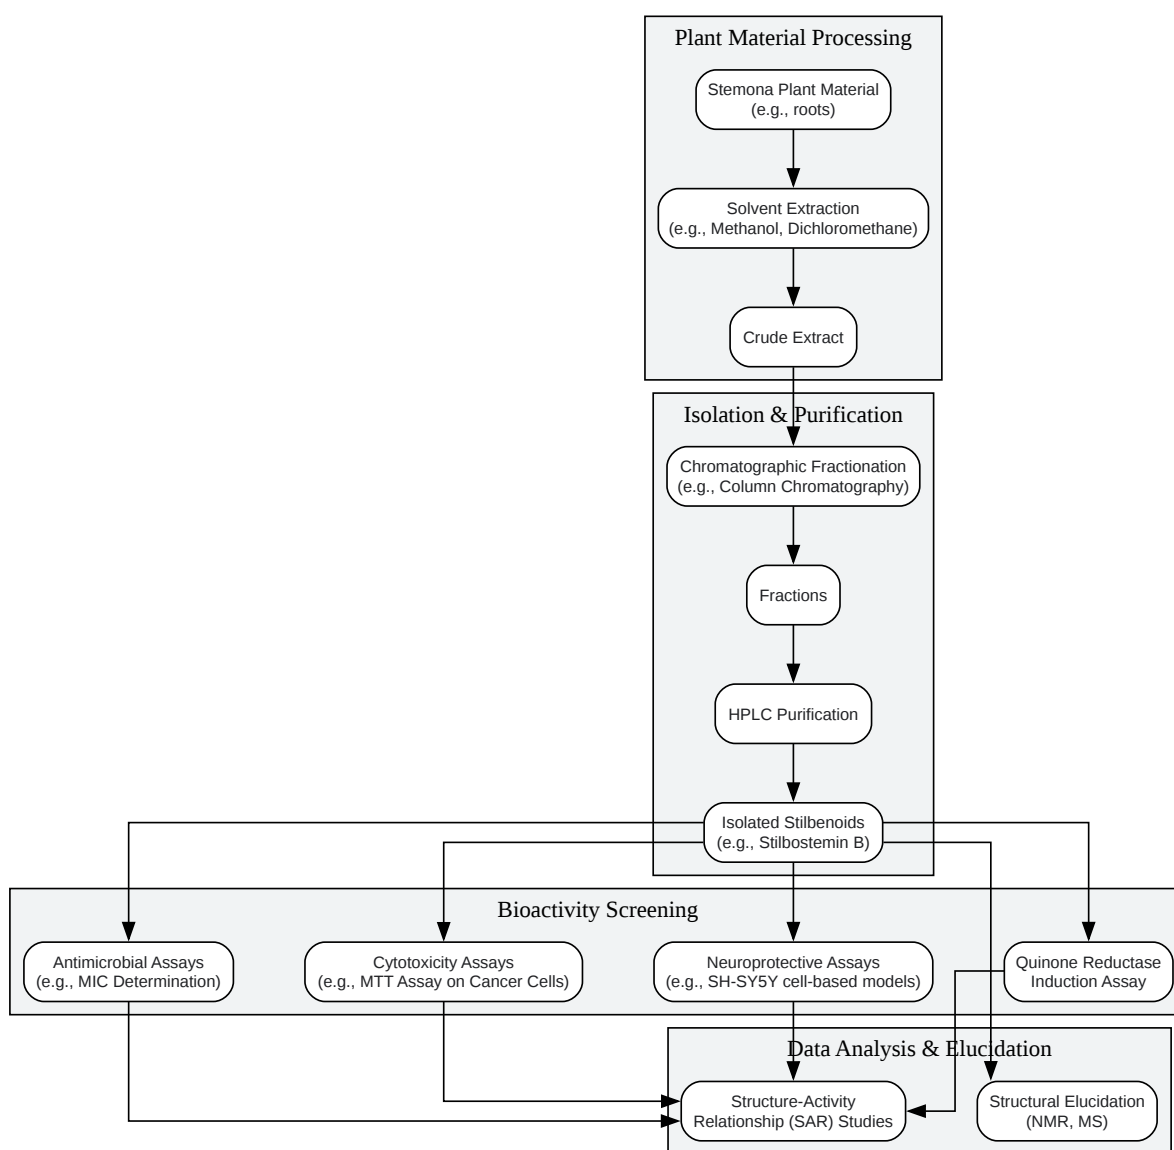 Plant Material Processing
Stemona Plant Material
(e.g., roots)
Solvent Extraction
(e.g., Methanol, Dichloromethane)
Crude Extract
Isolation & Purification
Chromatographic Fractionation
(e.g., Column Chromatography)
Fractions
HPLC Purification
Isolated Stilbenoids
(e.g., Stilbostemin B)
Bioactivity Screening
Antimicrobial Assays
(e.g., MIC Determination)
Cytotoxicity Assays
(e.g., MTT Assay on Cancer Cells)
Neuroprotective Assays
(e.g., SH-SY5Y cell-based models)
Quinone Reductase
Induction Assay
Data Analysis & Elucidation
Structure-Activity
Relationship (SAR) Studies
Structural Elucidation
(NMR, MS)